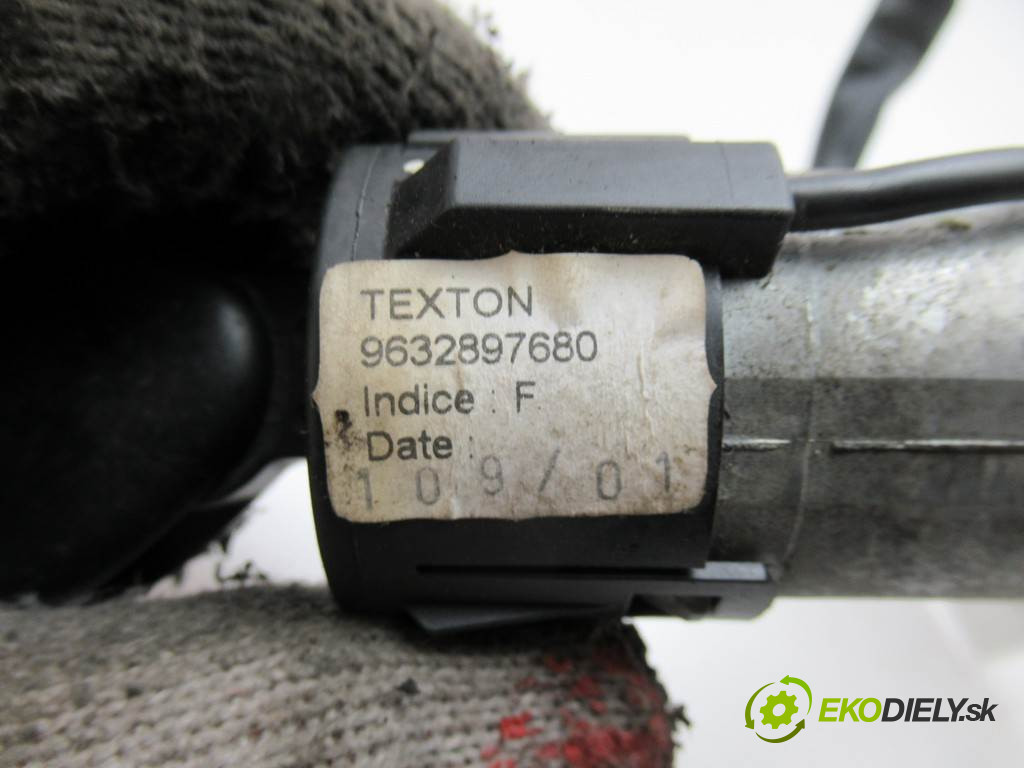 TEXTON
9632897680
Indice : F
Date :
109/01
EKODIELY.sk